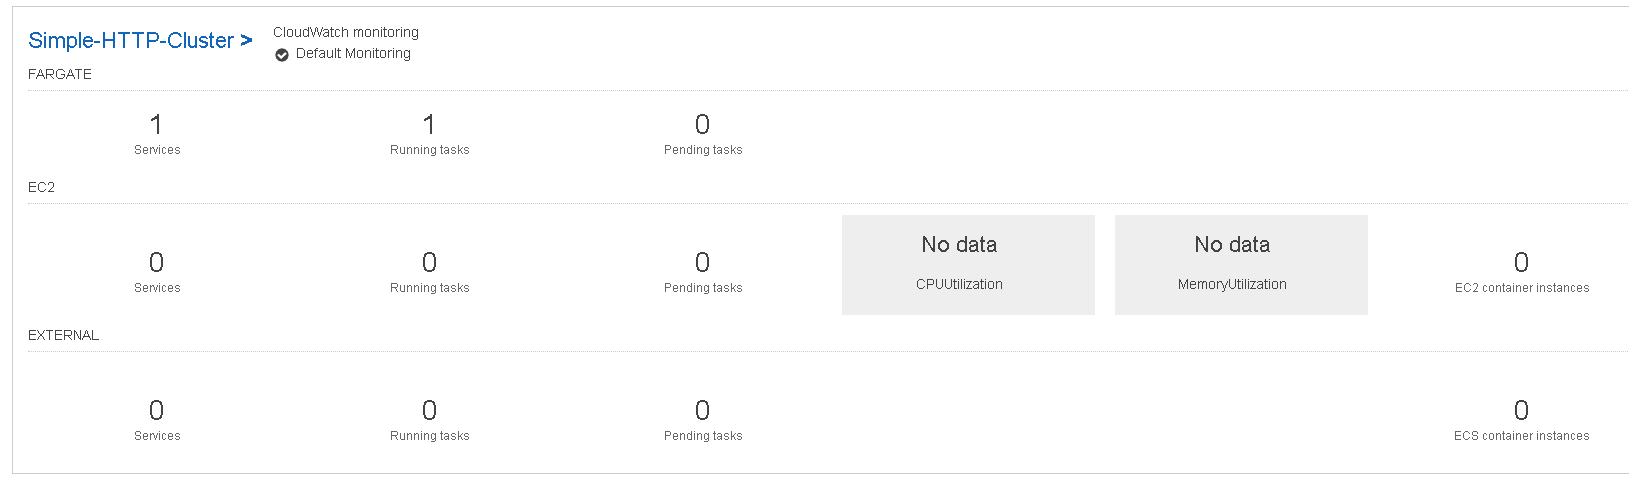 Simple-HTTP-Cluster >
CloudWatch monitoring
Default Monitoring
FARGATE
1 1 0
Services Running tasks Pending tasks
EC2
No data No data
0 0 0 0
CPUUtilization MemoryUtilization
Services Running tasks Pending tasks EC2 container instances
EXTERNAL
0 0 0 0
Services Running tasks Pending tasks ECS container instances